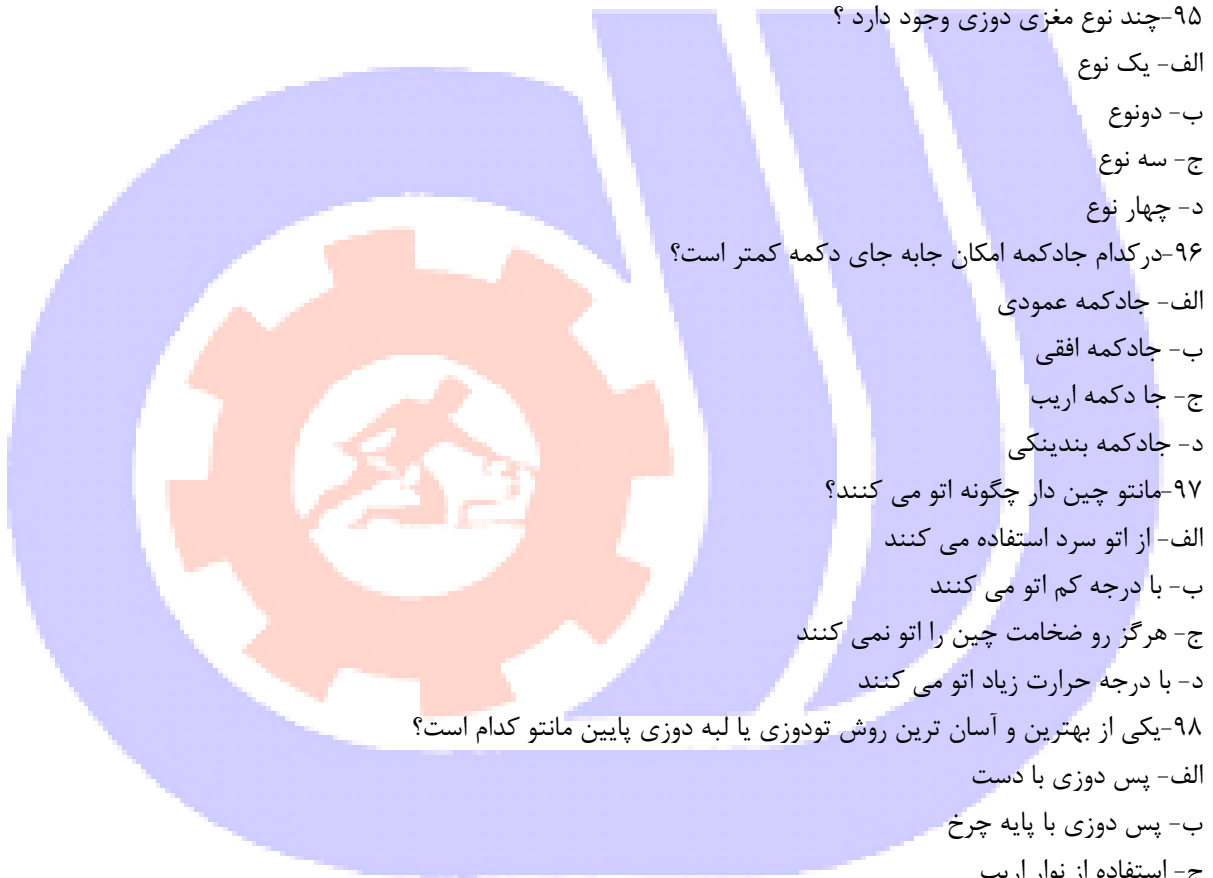 ۹۵-چند نوع مغزی دوزی وجود دارد ؟
الف- یک نوع
ب- دونوع
ج- سه نوع
د- چهار نوع
۹۶-درکدام جادکمه امکان جابه جای دکمه کمتر است؟
الف- جادکمه عمودی
ب- جادکمه افقی
ج- جا دکمه اریب
د- جادکمه بندینکی
۹۷-مانتو چین دار چگونه اتو می کنند؟
الف- از اتو سرد استفاده می کنند
ب- با درجه کم اتو می کنند
ج- هرگز رو ضخامت چین را اتو نمی کنند
د- با درجه حرارت زیاد اتو می کنند
۹۸-یکی از بهترین و آسان ترین روش تودوزی یا لبه دوزی پایین مانتو کدام است؟
الف- پس دوزی با دست
ب- پس دوزی با پایه چرخ
ج- استفاده از نوار اریب